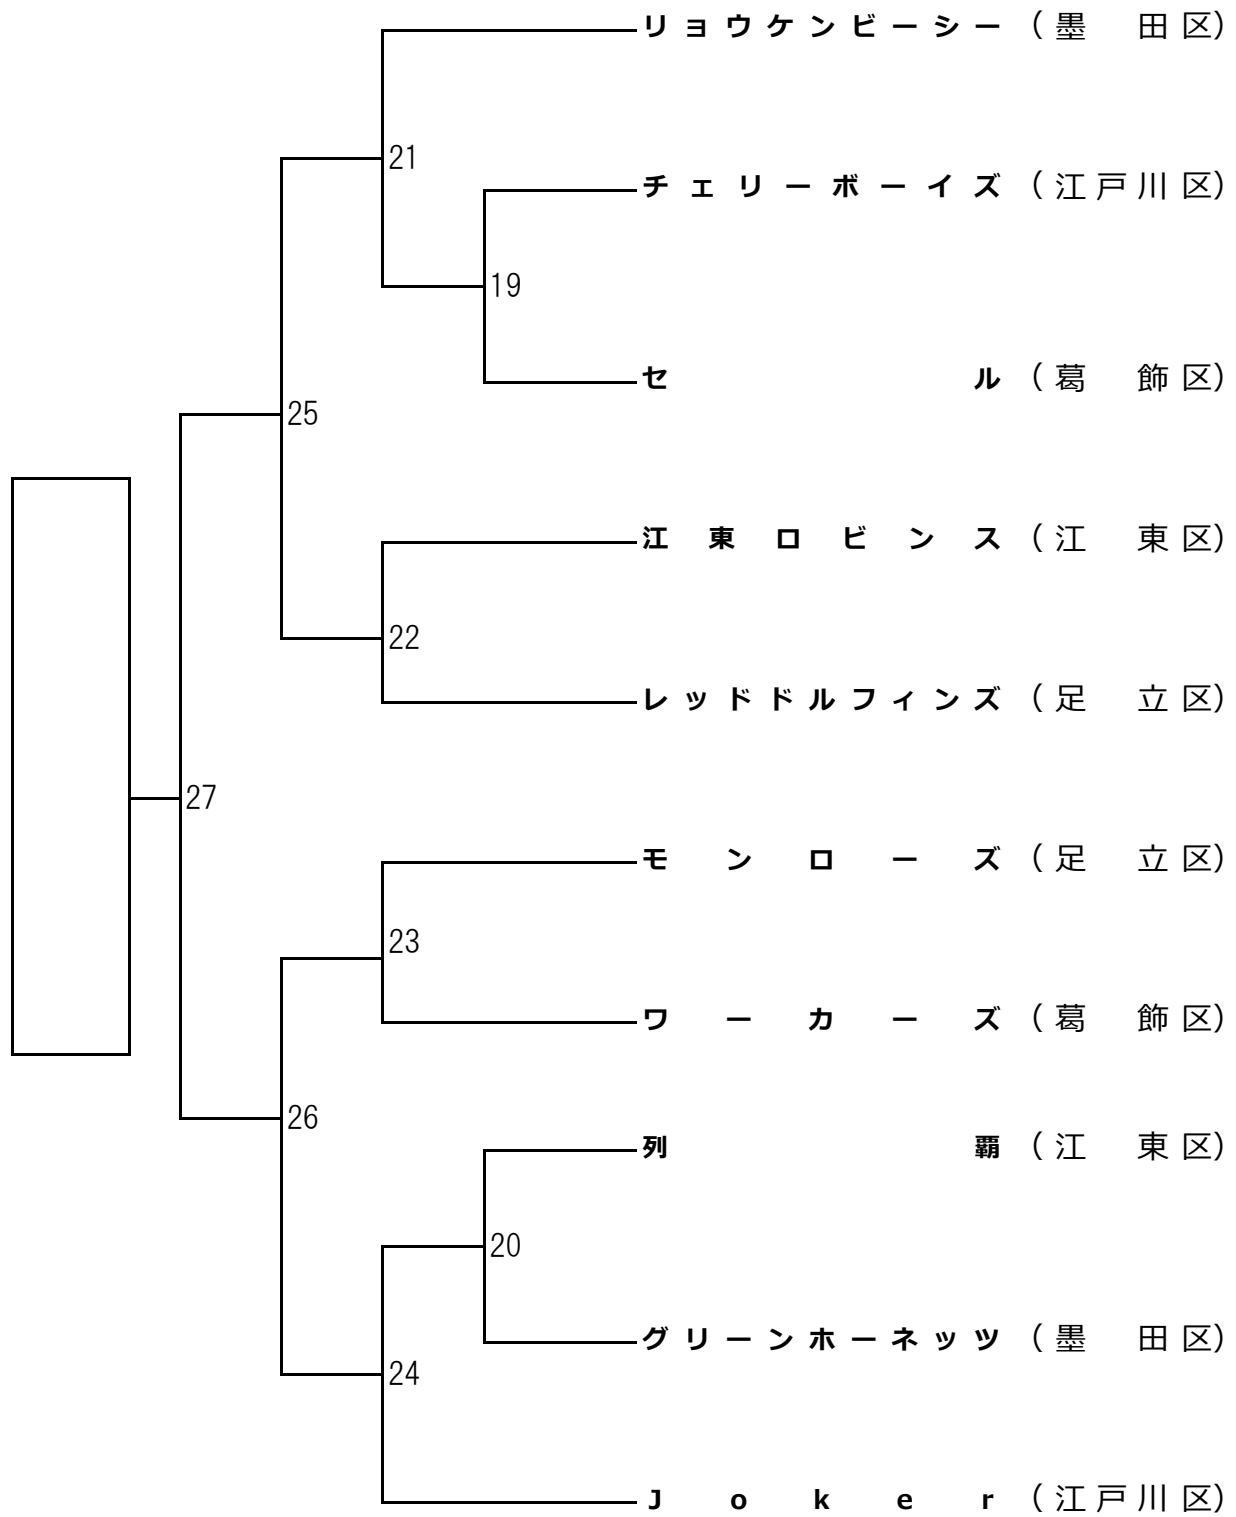 リョウケンビーシー（墨田区）
21
チェリーボーイズ（江戸川区）
19
セル（葛飾区）
25
江東ロビンス（江東区）
22
レッドドルフィンズ（足立区）
27
モンローズ（足立区）
23
ワーカーズ（葛飾区）
26
列覇（江東区）
20
グリーンホーネッツ（墨田区）
24
Joker（江戸川区）